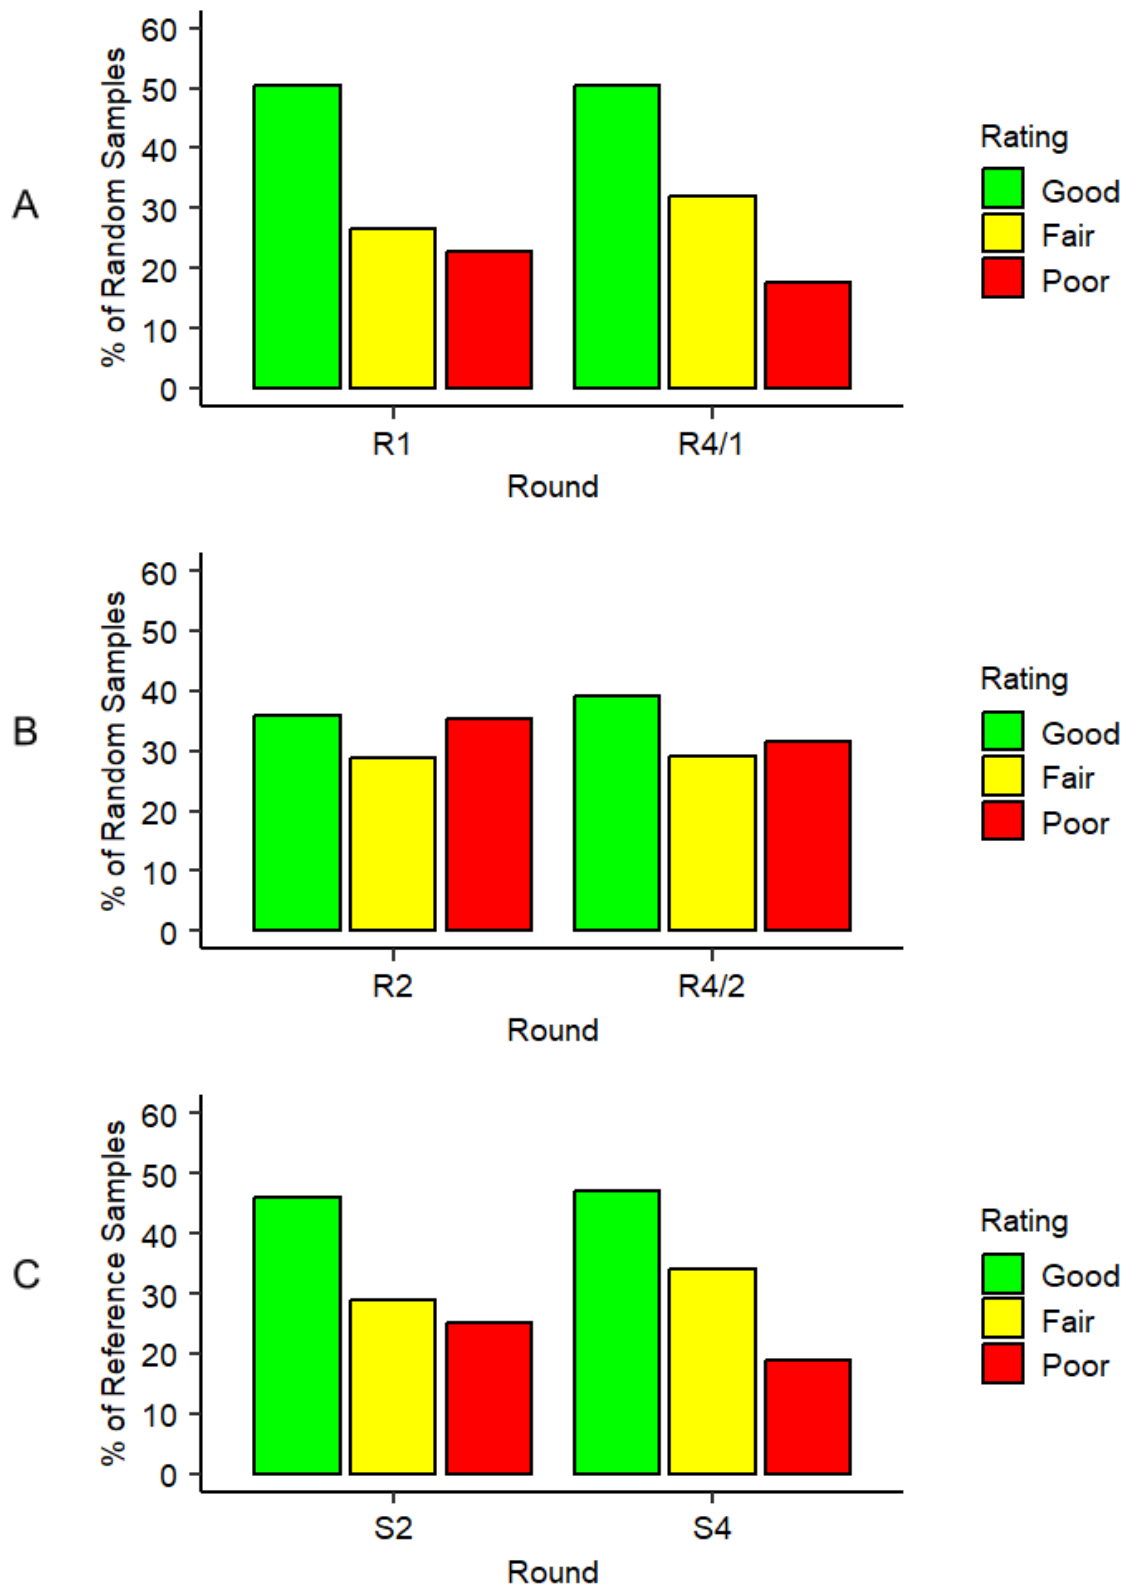 A
% of Random Samples
60
50
40
30
20
10
0
R1 R4/1
Round
Rating
Good
Fair
Poor
B
% of Random Samples
60
50
40
30
20
10
0
R2 R4/2
Round
Rating
Good
Fair
Poor
C
% of Reference Samples
60
50
40
30
20
10
0
S2 S4
Round
Rating
Good
Fair
Poor